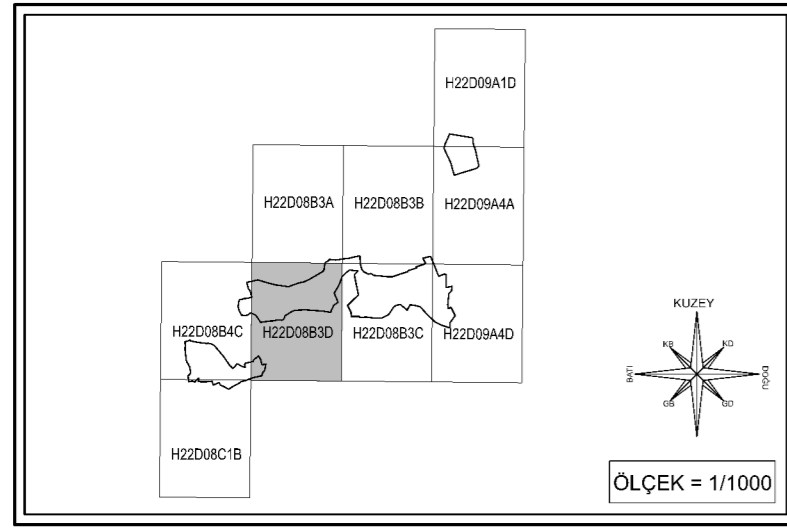 H22D09A1D
H22D08B3A H22D08B3B H22D09A4A
H22D08B4C H22D08B3D H22D08B3C H22D09A4D
H22D08C1B
KUZEY
KB KD
BATI DOĞU
GB GD
ÖLÇEK = 1/1000